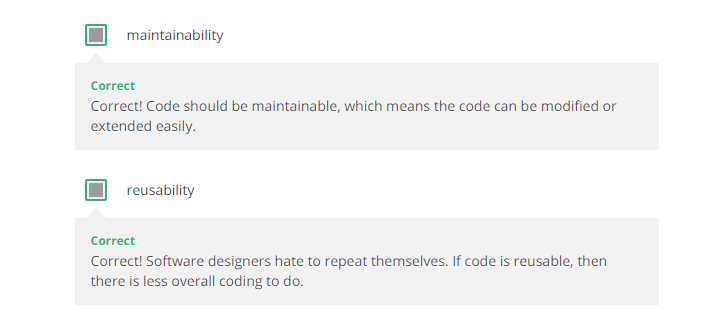 maintainability
Correct
Correct! Code should be maintainable, which means the code can be modified or
extended easily.
reusability
Correct
Correct! Software designers hate to repeat themselves. If code is reusable, then
there is less overall coding to do.